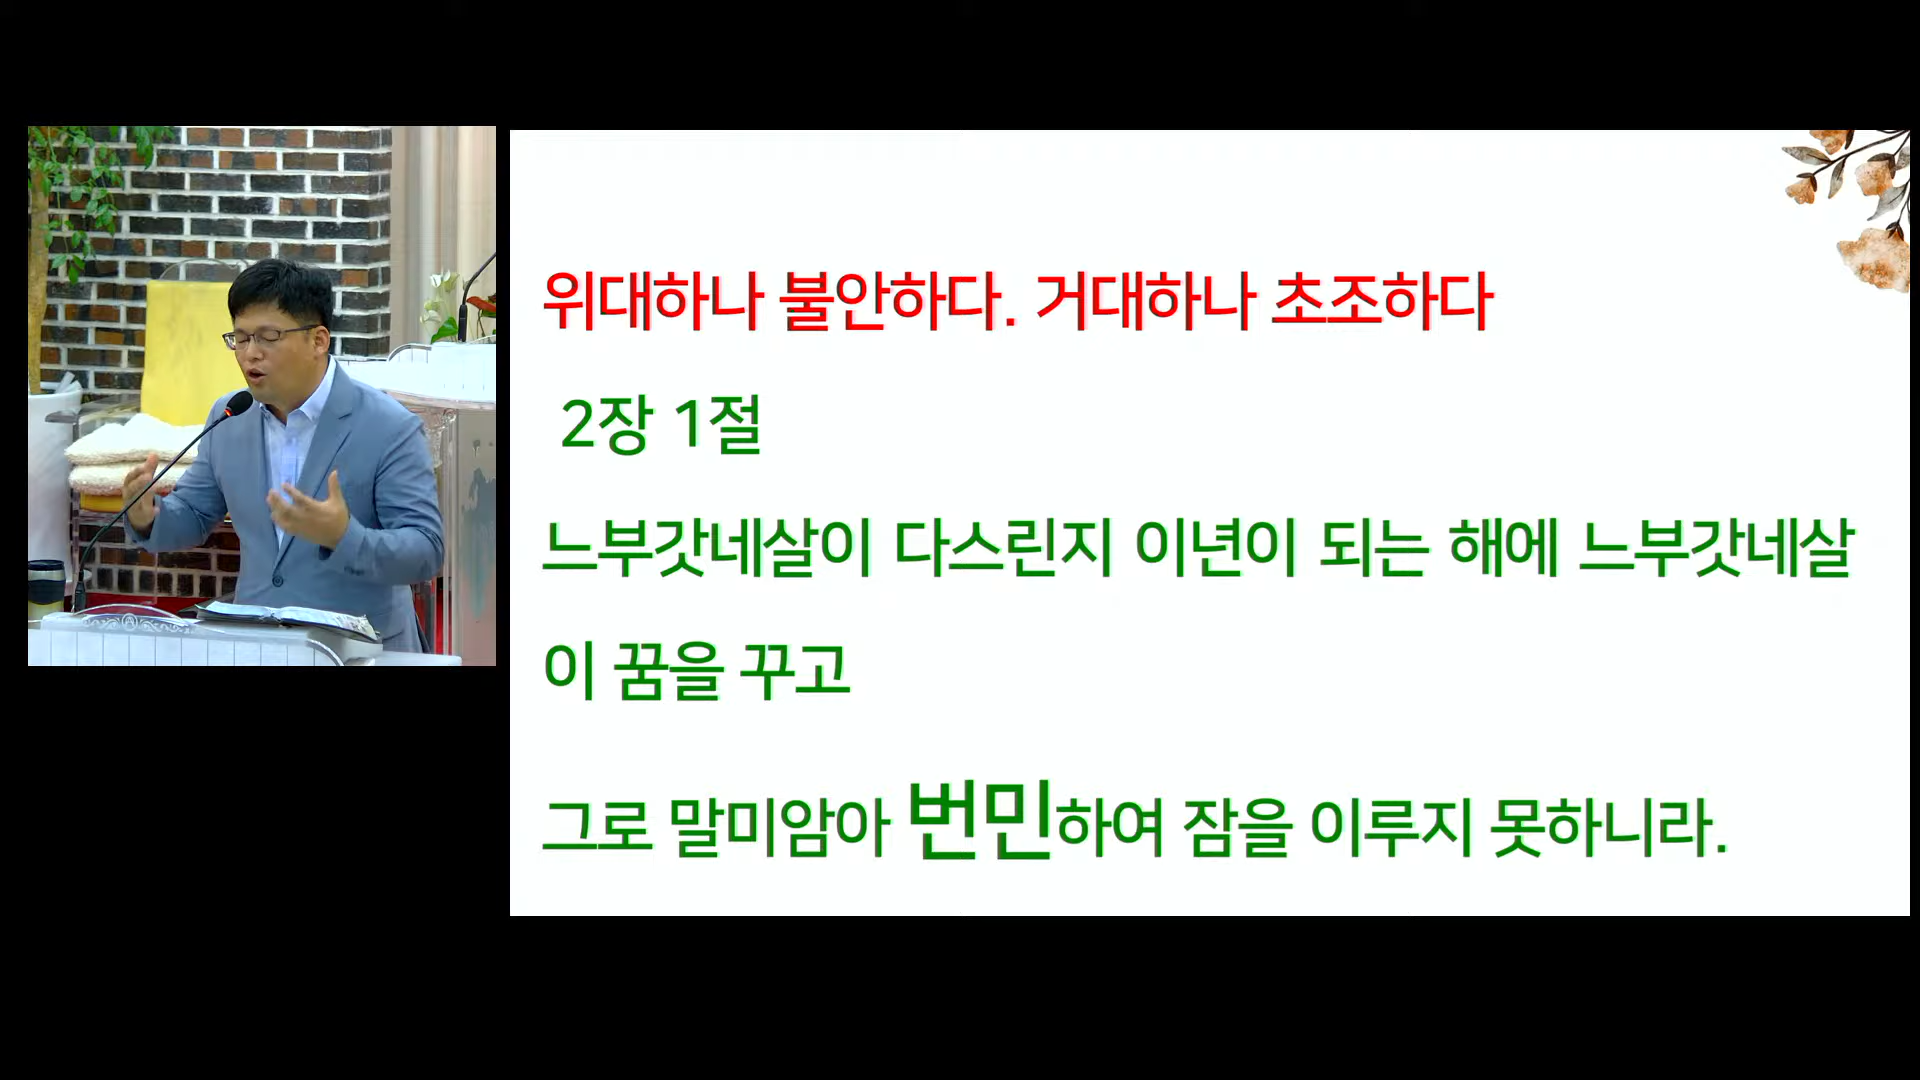 위대하나 불안하다. 거대하나 초조하다
2장 1절
느부갓네살이 다스린지 이년이 되는 해에 느부갓네살
이 꿈을 꾸고
그로 말미암아 번민하여 잠을 이루지 못하니라.